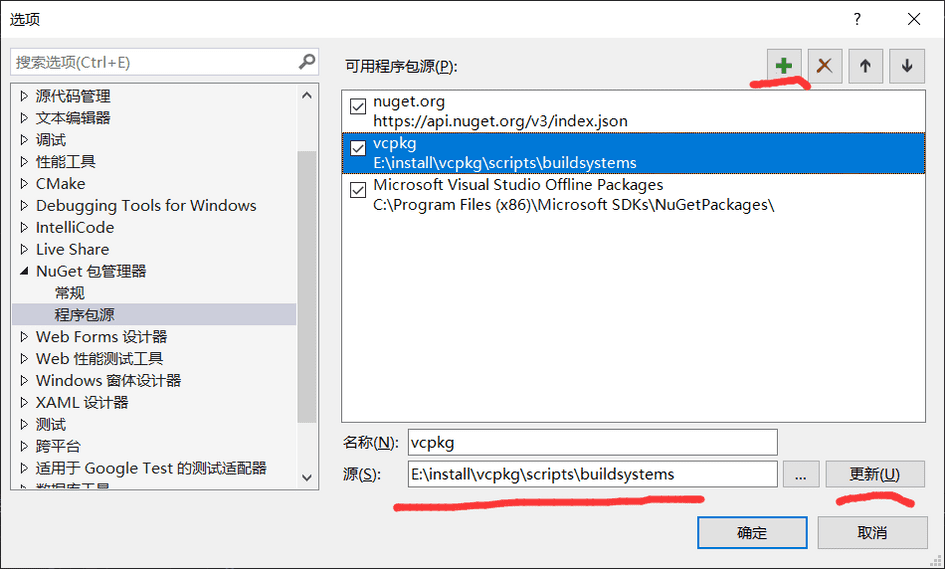 选项
?
搜索选项(Ctrl+E)
源代码管理
文本编辑器
调试
性能工具
CMake
Debugging Tools for Windows
IntelliCode
Live Share
NuGet 包管理器
常规
程序包源
Web Forms 设计器
Web 性能测试工具
Windows 窗体设计器
XAML 设计器
测试
跨平台
适用于 Google Test 的测试适配器
数据库工具
可用程序包源(P):
nuget.org
https://api.nuget.org/v3/index.json
vcpkg
E:\install\vcpkg\scripts\buildsystems
Microsoft Visual Studio Offline Packages
C:\Program Files (x86)\Microsoft SDKs\NuGetPackages\
名称(N): vcpkg
源(S): E:\install\vcpkg\scripts\buildsystems ... 更新(U)
确定 取消